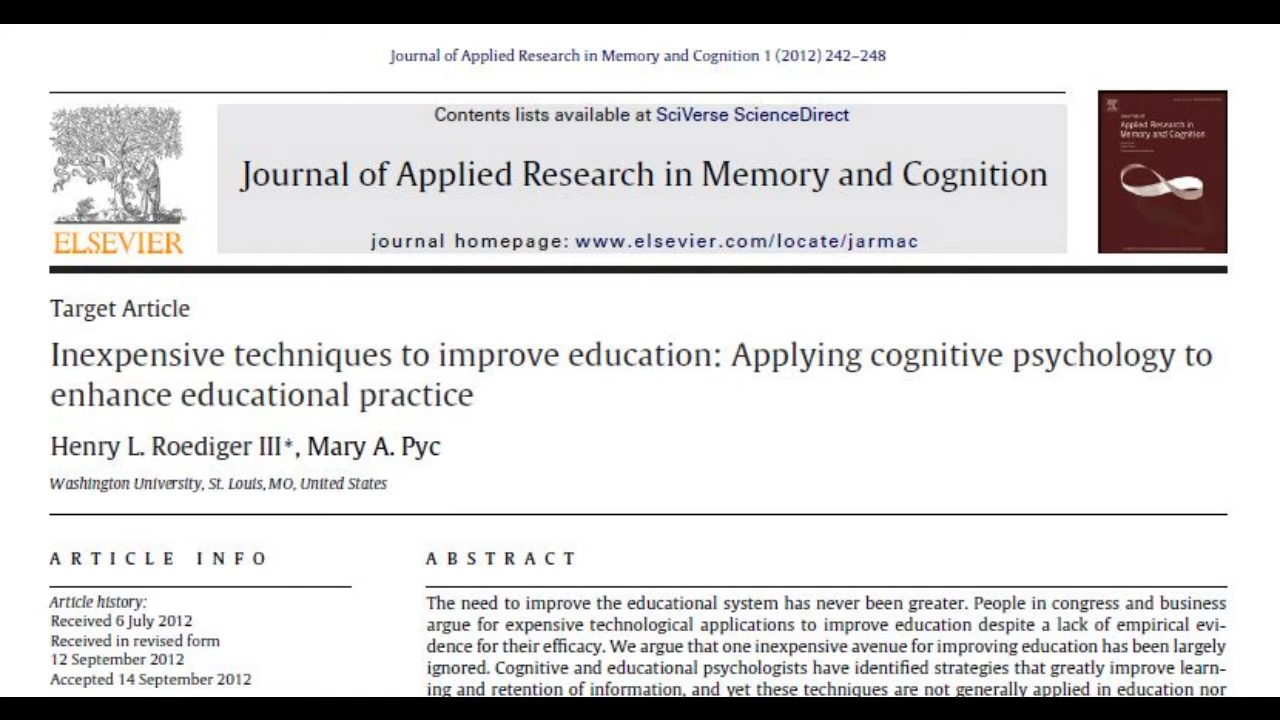 Journal of Applied Research in Memory and Cognition 1 (2012) 242–248
Contents lists available at SciVerse ScienceDirect
Journal of Applied Research in Memory and Cognition
journal homepage: www.elsevier.com/locate/jarmac
ELSEVIER
Journal of
Applied Research in
Memory and Cognition
Target Article
Inexpensive techniques to improve education: Applying cognitive psychology to
enhance educational practice
Henry L. Roediger III*, Mary A. Pyc
Washington University, St. Louis, MO, United States
ARTICLE INFO
Article history:
Received 6 July 2012
Received in revised form
12 September 2012
Accepted 14 September 2012
ABSTRACT
The need to improve the educational system has never been greater. People in congress and business
argue for expensive technological applications to improve education despite a lack of empirical evi-
dence for their efficacy. We argue that one inexpensive avenue for improving education has been largely
ignored. Cognitive and educational psychologists have identified strategies that greatly improve learn-
ing and retention of information, and yet these techniques are not generally applied in education nor